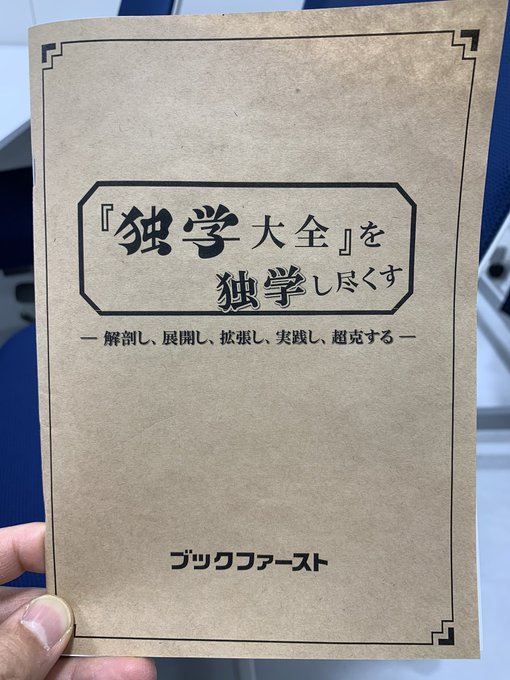 『独学大全』を
独学し尽くす
― 解剖し、展開し、拡張し、実践し、超克する ―
ブックファースト